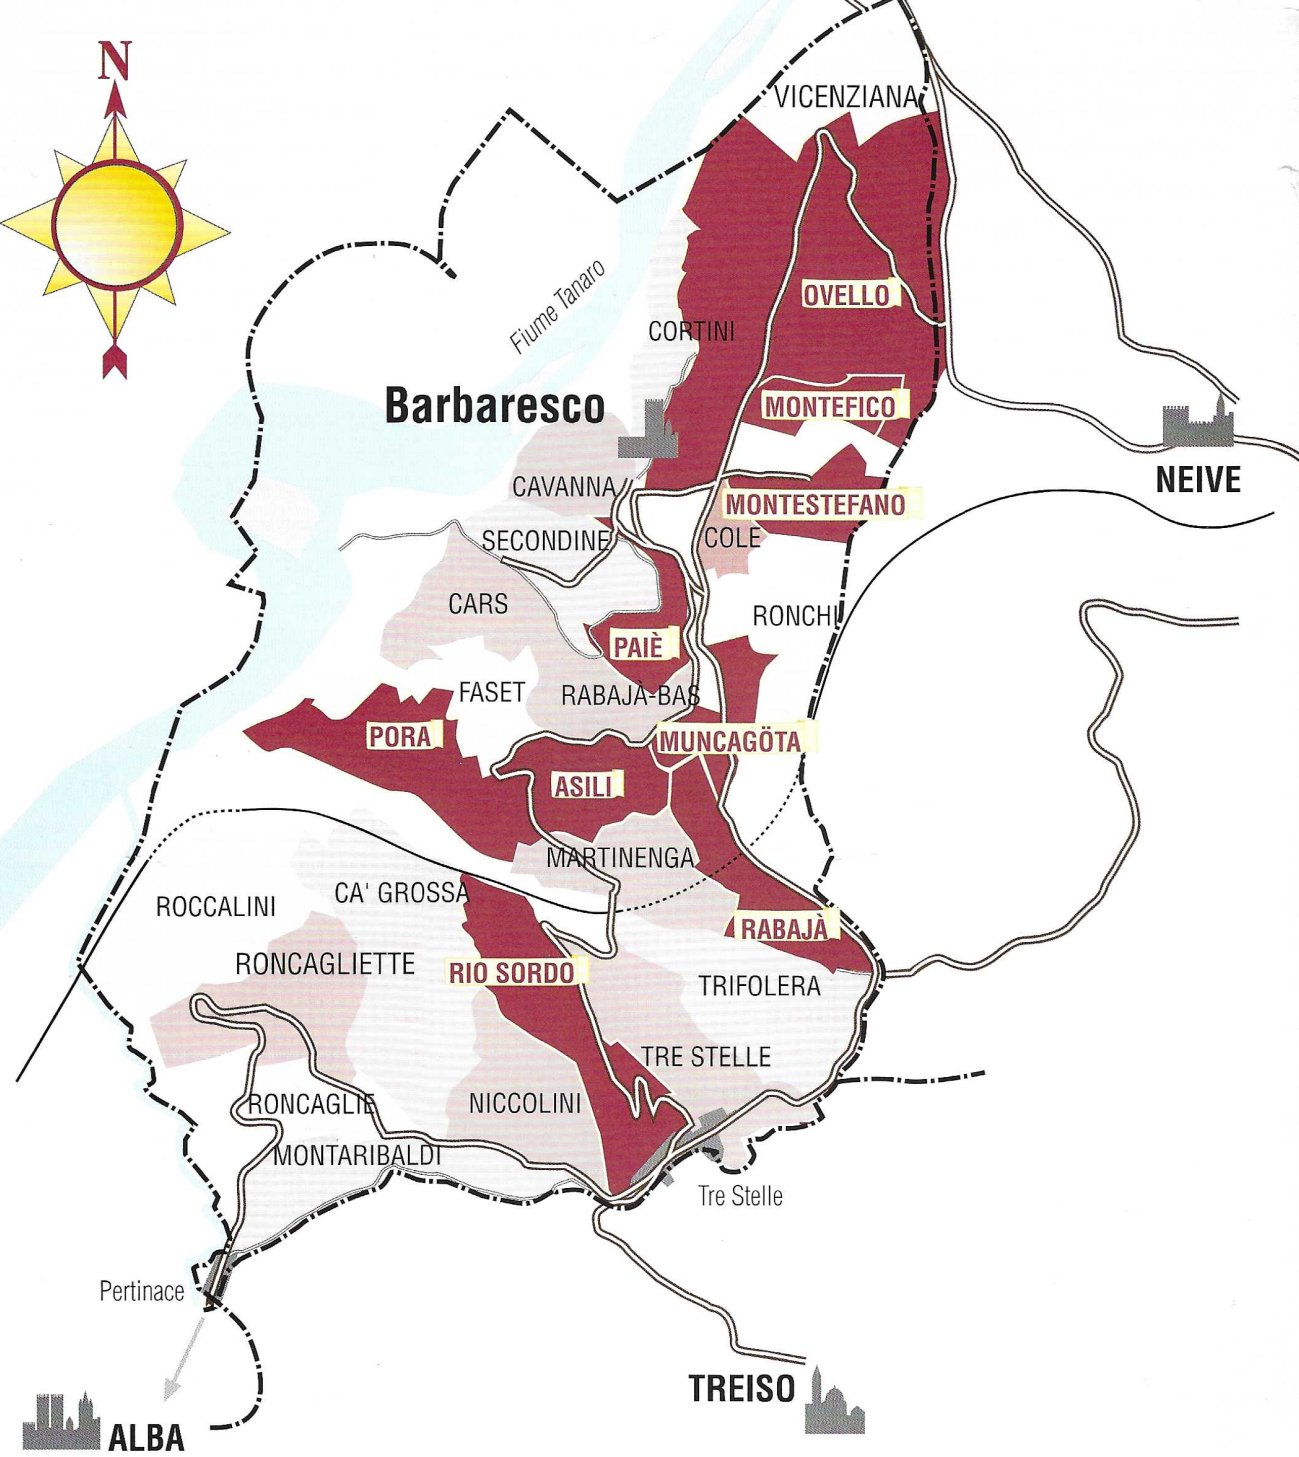 N
VICENZIANA
Fiume Tanaro
OVELLO
CORTINI
Barbaresco
MONTEFICO
NEIVE
CAVANNA
MONTESTEFANO
SECONDINE
COLE
CARS
RONCHI
PAIÈ
FASET
RABAJÀ-BAS
PORA
MUNCAGÖTA
ASILI
MARTINENGA
CA' GROSSA
ROCCALINI
RABAJÀ
RONCAGLIETTE
RIO SORDO
TRIFOLERA
TRE STELLE
RONCAGLIE
NICCOLINI
MONTARIBALDI
Tre Stelle
Pertinace
TREISO
ALBA